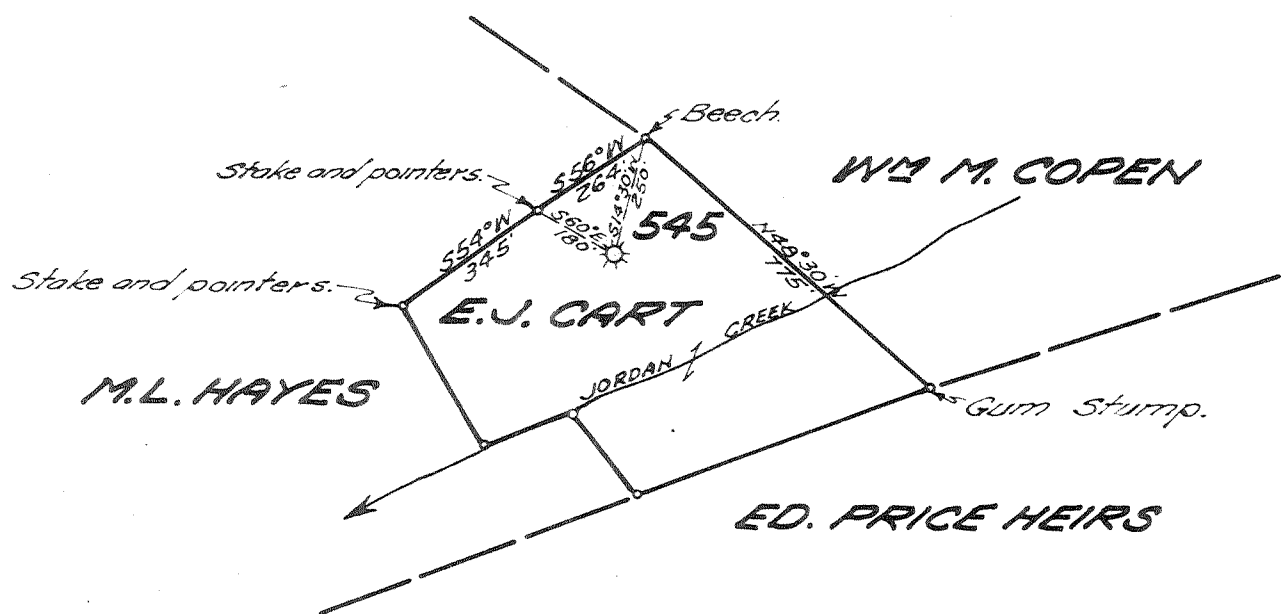 Beech.
Stake and pointers.
S56°W
264'
WM M. COPEN
S14°30'W
250'
S60°E
180'
545
N48°30'W
775'
S54°W
345'
Stake and pointers.
E.J. CART
JORDAN CREEK
M.L. HAYES
Gum Stump.
ED. PRICE HEIRS